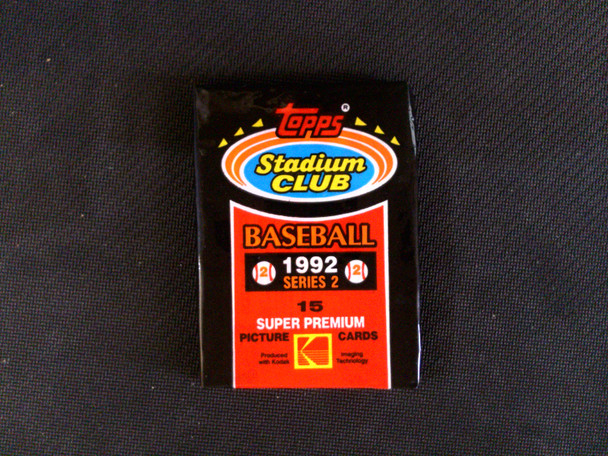 Topps ®
Stadium
CLUB
BASEBALL
2 1992 2
SERIES 2
15
SUPER PREMIUM
PICTURE CARDS
Produced with Kodak
Imaging Technology